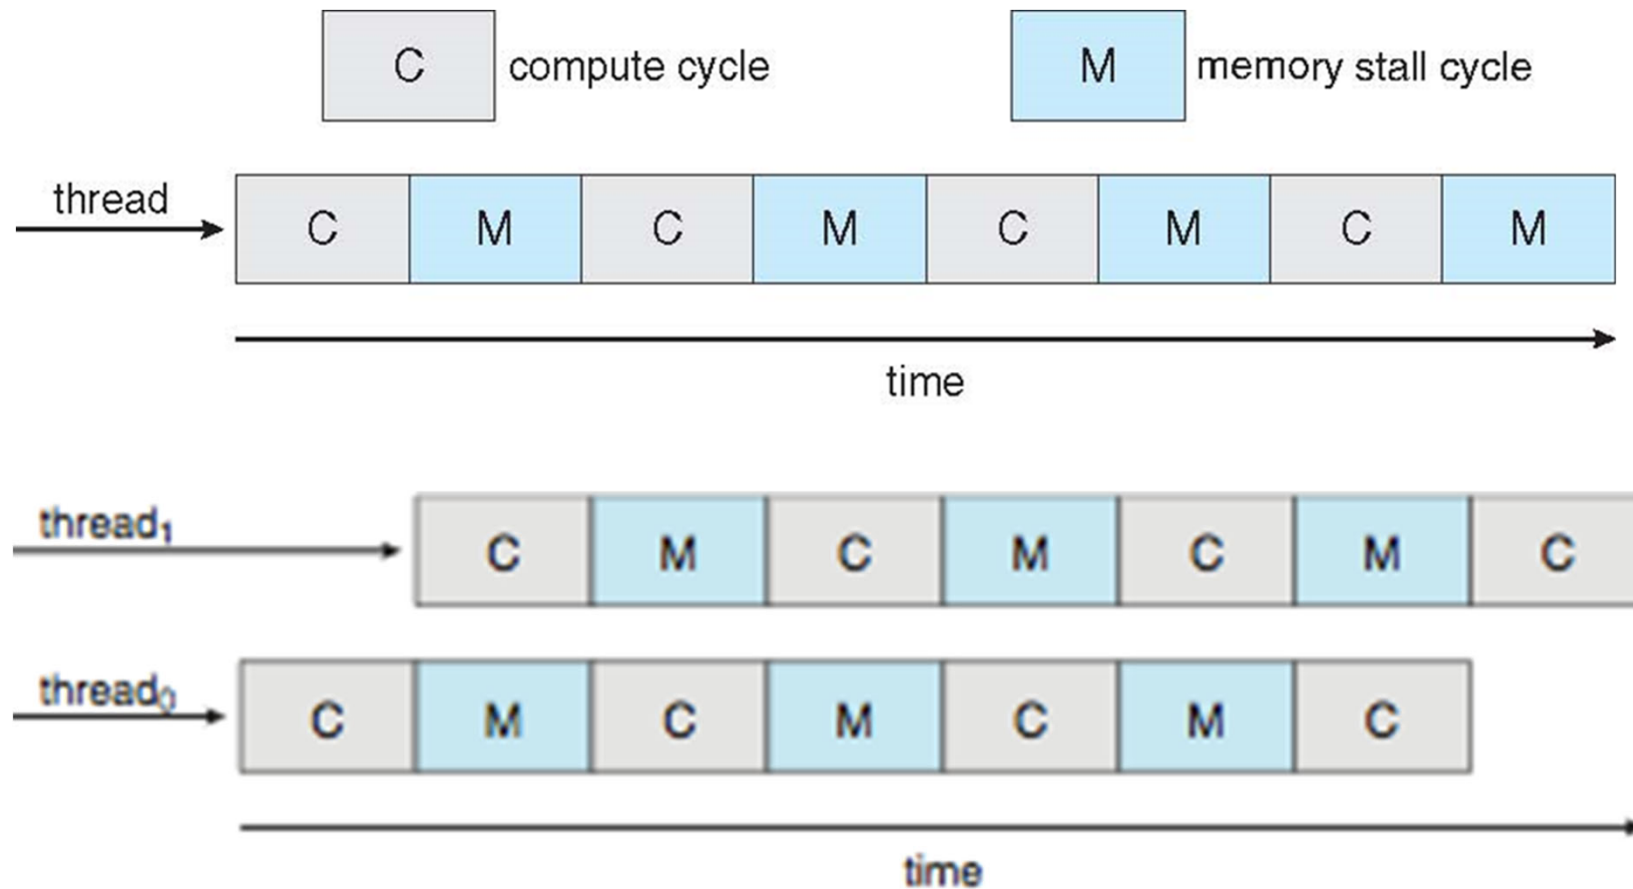 C compute cycle M memory stall cycle
thread C M C M C M C M
time
thread₁ C M C M C M C
thread₀ C M C M C M C
time